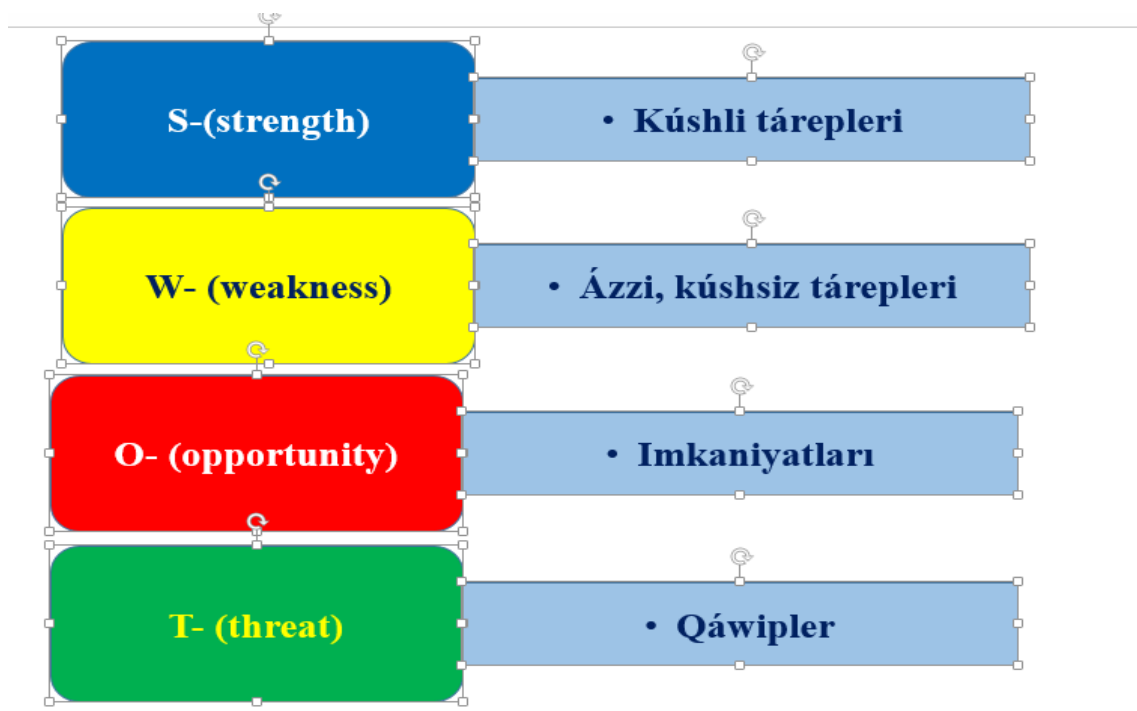 S-(strength)
• Kúshli tárepleri
W- (weakness)
• Ázzi, kúshsiz tárepleri
O- (opportunity)
• Imkaniyatları
T- (threat)
• Qáwipler